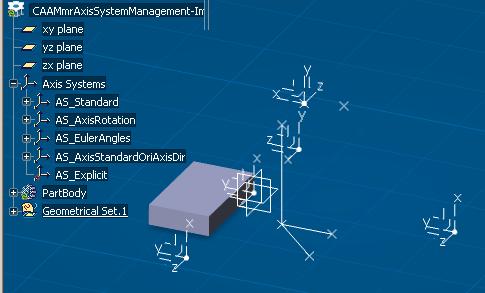 CAAMmrAxisSystemManagement-Im
xy plane
yz plane
zx plane
Axis Systems
AS_Standard
AS_AxisRotation
AS_EulerAngles
AS_AxisStandardOriAxisDir
AS_Explicit
PartBody
Geometrical Set.1
y
x
z
y
z
x
y
x
y
z
x
y
z